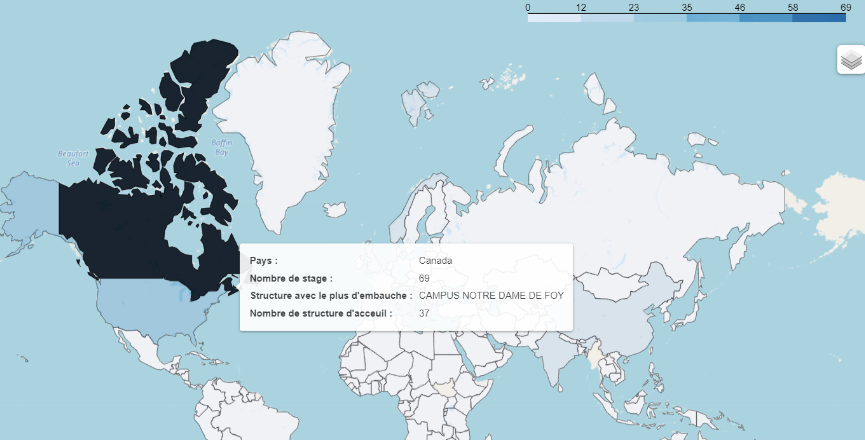 0 12 23 35 46 58 69
Beaufort
Sea
Baffin
Bay
Pays : Canada
Nombre de stage : 69
Structure avec le plus d'embauche : CAMPUS NOTRE DAME DE FOY
Nombre de structure d'acceuil : 37